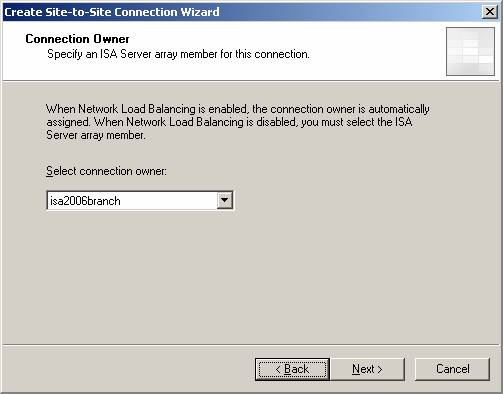 Create Site-to-Site Connection Wizard
Connection Owner
Specify an ISA Server array member for this connection.
When Network Load Balancing is enabled, the connection owner is automatically
assigned. When Network Load Balancing is disabled, you must select the ISA
Server array member.
Select connection owner:
isa2006branch
< Back
Next >
Cancel